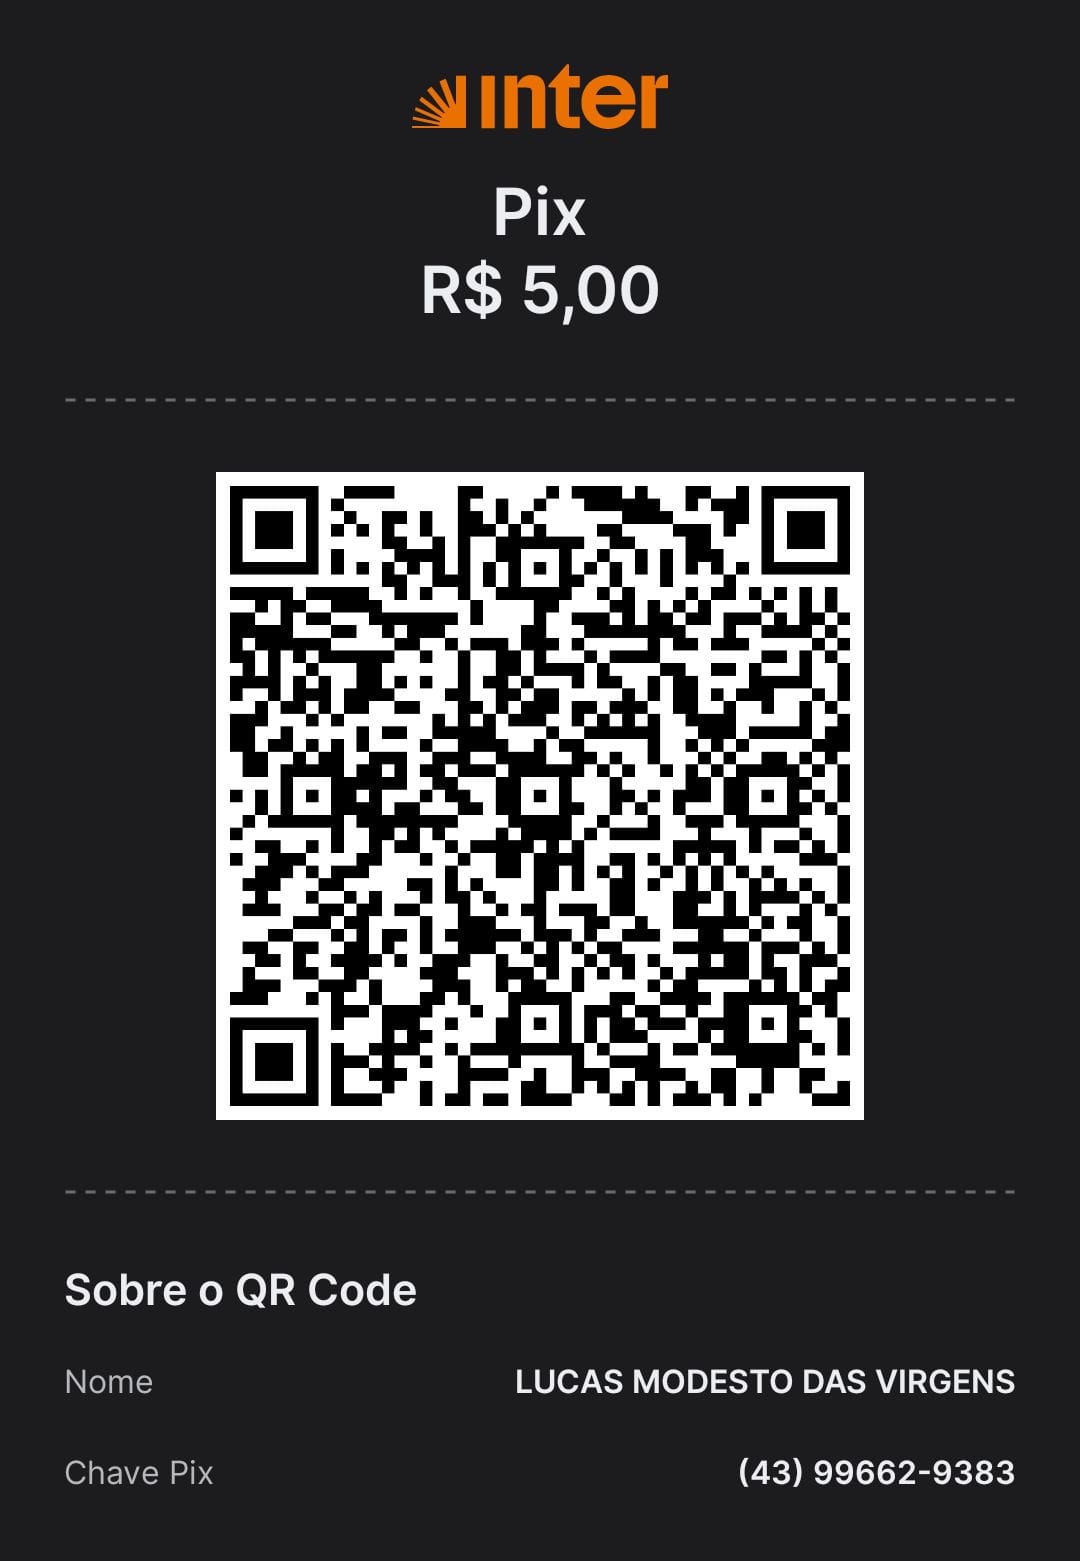 inter
Pix
R$ 5,00
Sobre o QR Code
Nome LUCAS MODESTO DAS VIRGENS
Chave Pix (43) 99662-9383